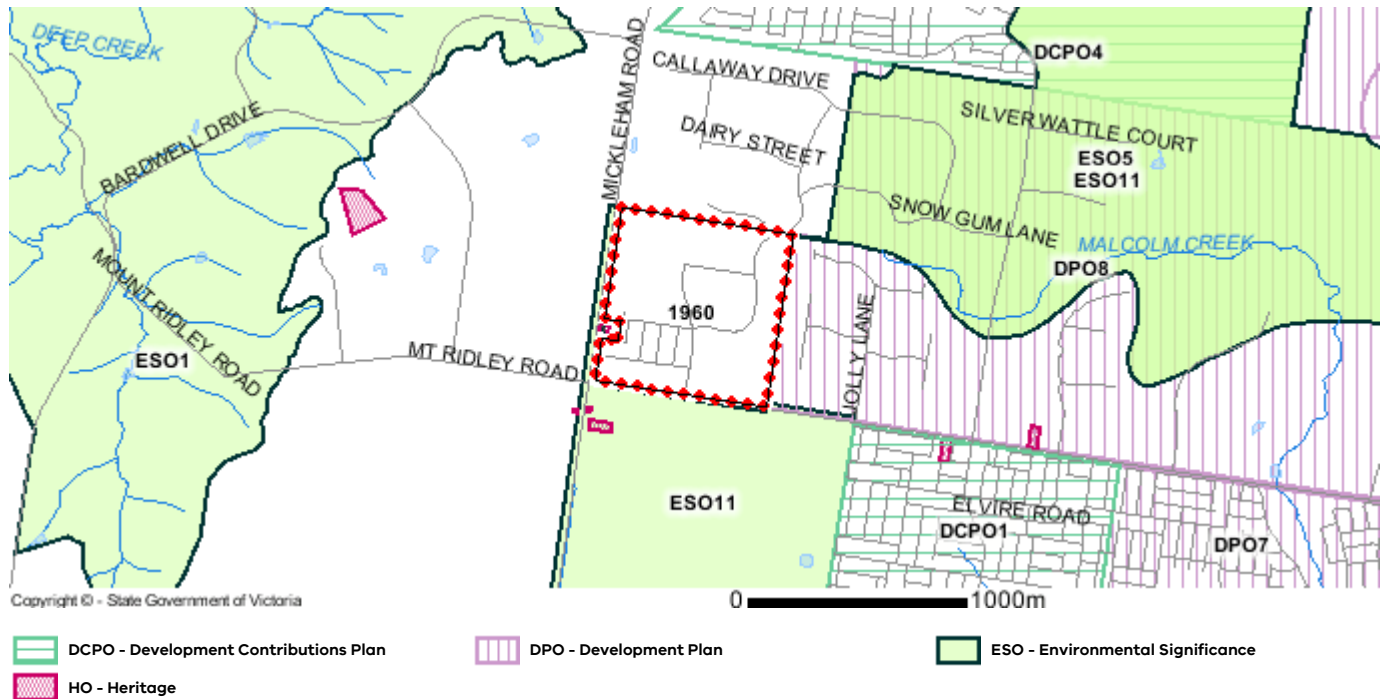 DEEP CREEK
BARDWELL DRIVE
MOUNT RIDLEY ROAD
ESO1
MT RIDLEY ROAD
MICKLEHAM ROAD
CALLAWAY DRIVE
DAIRY STREET
1960
DCPO4
SILVER WATTLE COURT
ESO5
ESO11
SNOW GUM LANE
MALCOLM CREEK
DPO8
JOLLY LANE
ESO11
ELVIRE ROAD
DCPO1
DPO7
Copyright © - State Government of Victoria
0 1000m
DCPO - Development Contributions Plan
DPO - Development Plan
ESO - Environmental Significance
HO - Heritage